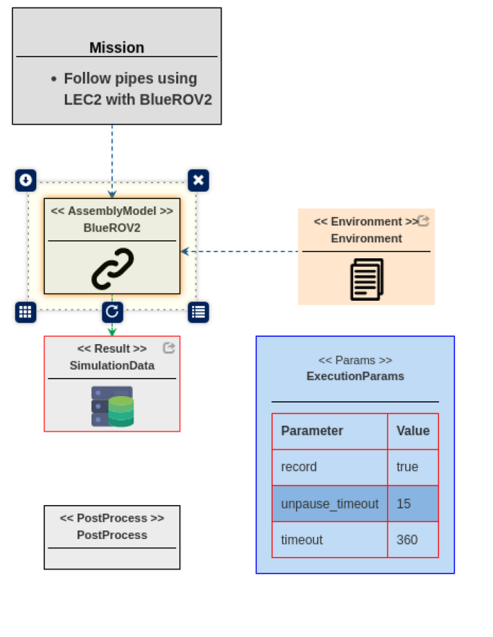 Mission
• Follow pipes using
LEC2 with BlueROV2
<< AssemblyModel >>
BlueROV2
<< Environment >>
Environment
<< Result >>
SimulationData
<< Params >>
ExecutionParams
Parameter Value
record true
unpause_timeout 15
timeout 360
<< PostProcess >>
PostProcess